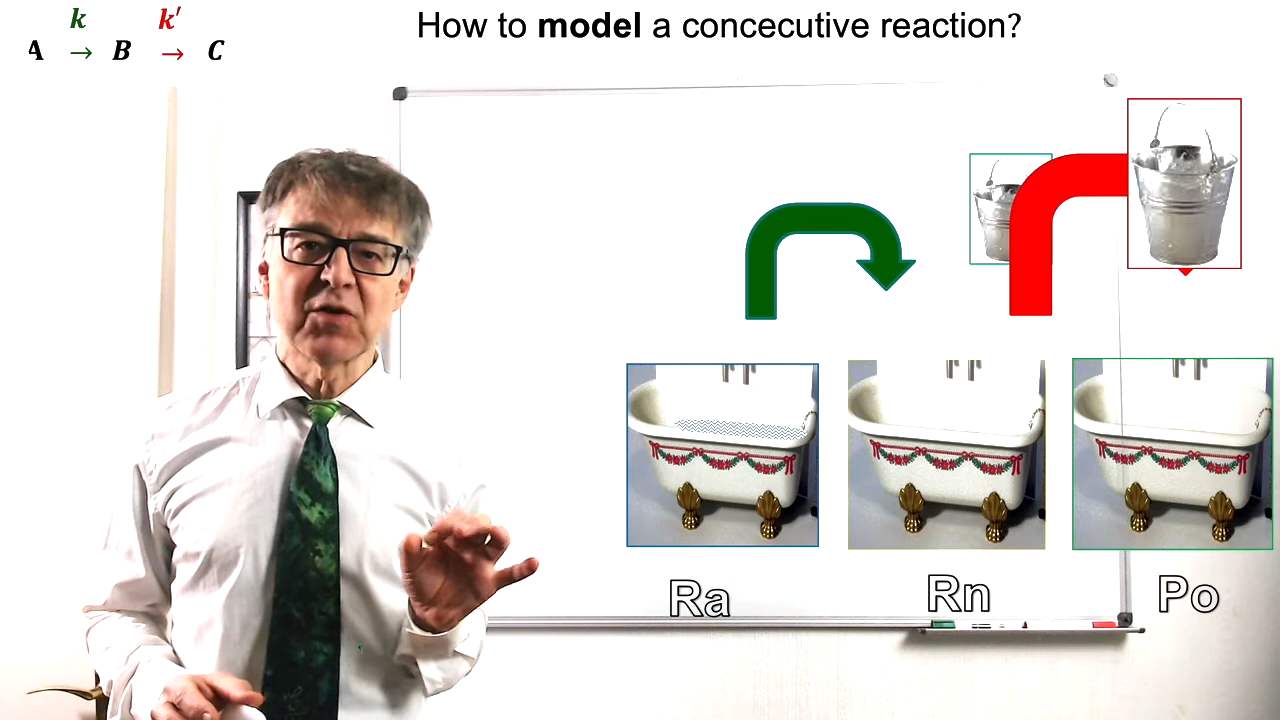 k k′
A → B → C
How to model a concecutive reaction?
Ra Rn Po